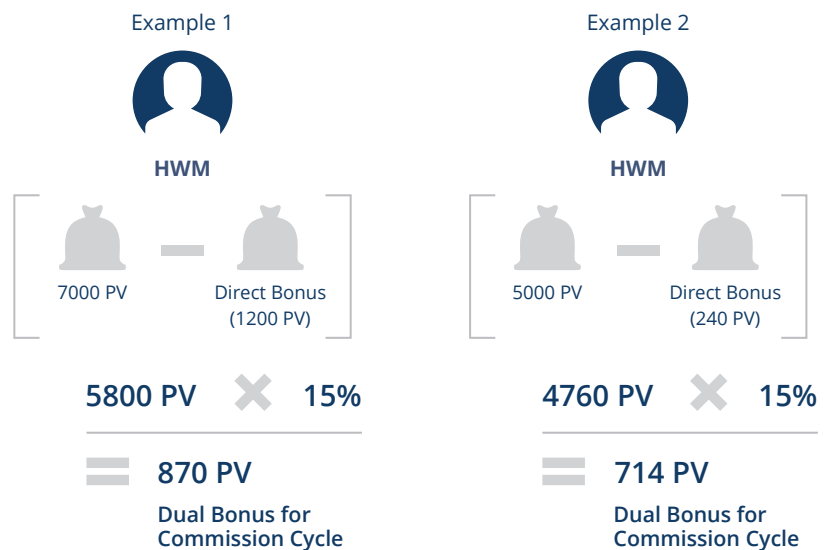 Example 1
HWM
7000 PV
Direct Bonus
(1200 PV)
5800 PV
15%
870 PV
Dual Bonus for
Commission Cycle
Example 2
HWM
5000 PV
Direct Bonus
(240 PV)
4760 PV
15%
714 PV
Dual Bonus for
Commission Cycle